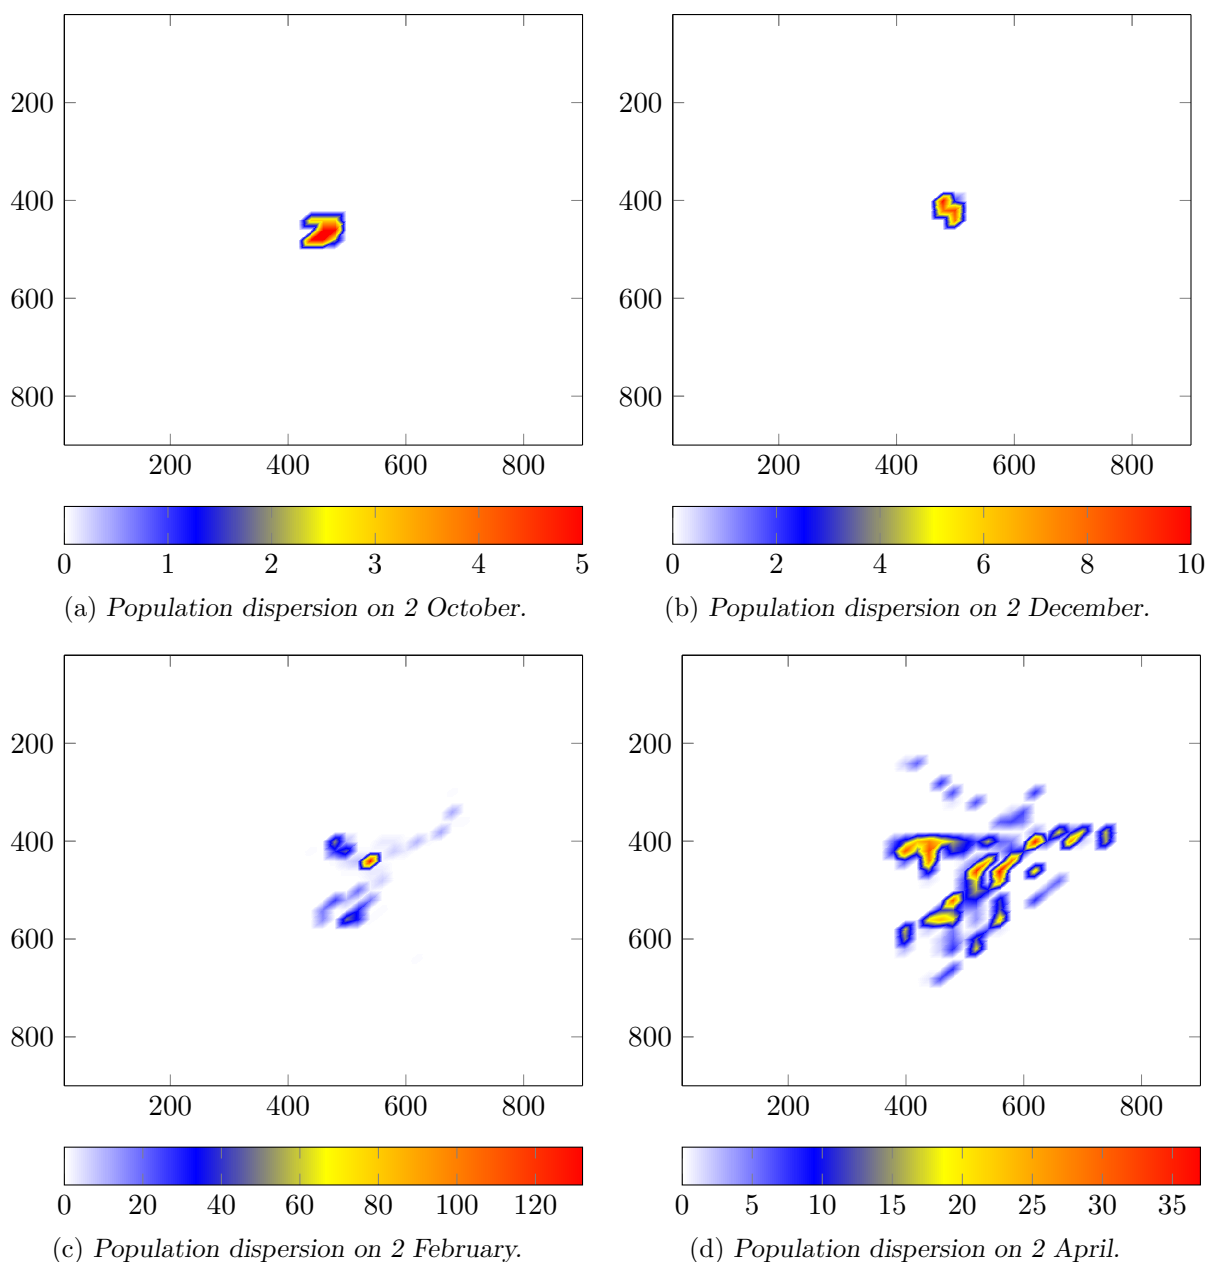 200
400
600
800
200 400 600 800
0 1 2 3 4 5
(a) Population dispersion on 2 October.
200
400
600
800
200 400 600 800
0 2 4 6 8 10
(b) Population dispersion on 2 December.
200
400
600
800
200 400 600 800
0 20 40 60 80 100 120
(c) Population dispersion on 2 February.
200
400
600
800
200 400 600 800
0 5 10 15 20 25 30 35
(d) Population dispersion on 2 April.